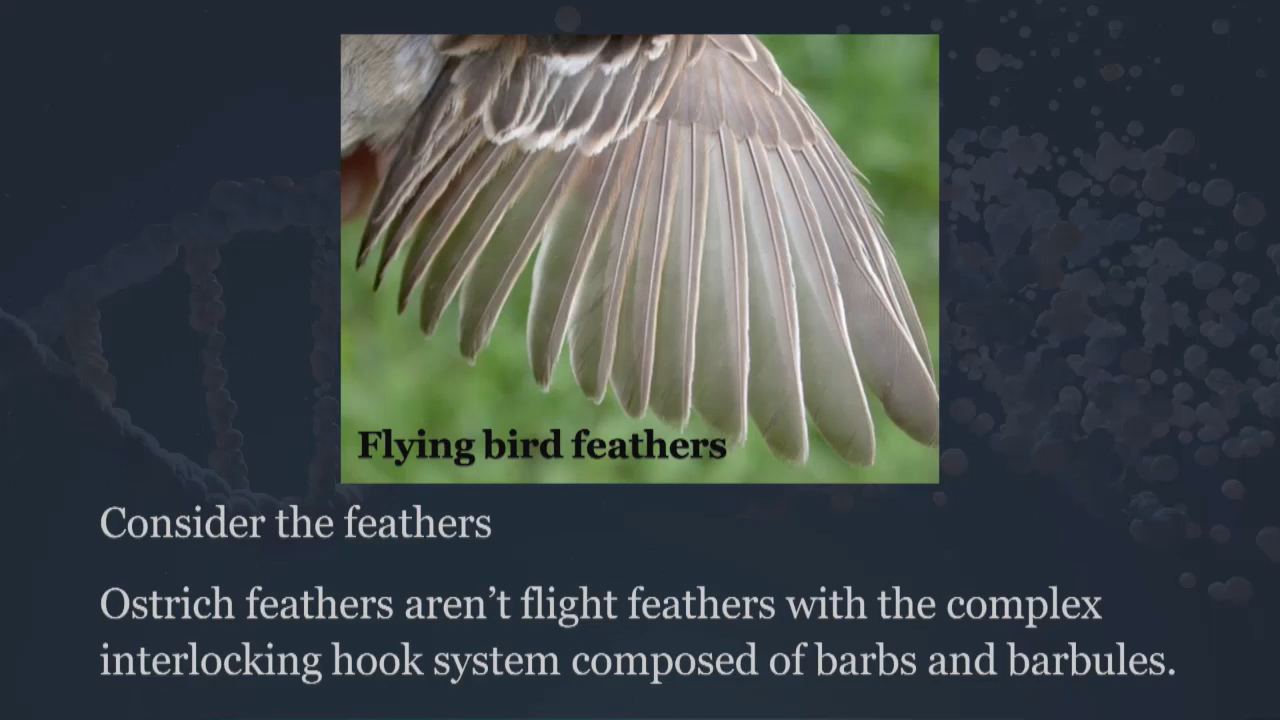 Flying bird feathers
Consider the feathers
Ostrich feathers aren’t flight feathers with the complex
interlocking hook system composed of barbs and barbules.